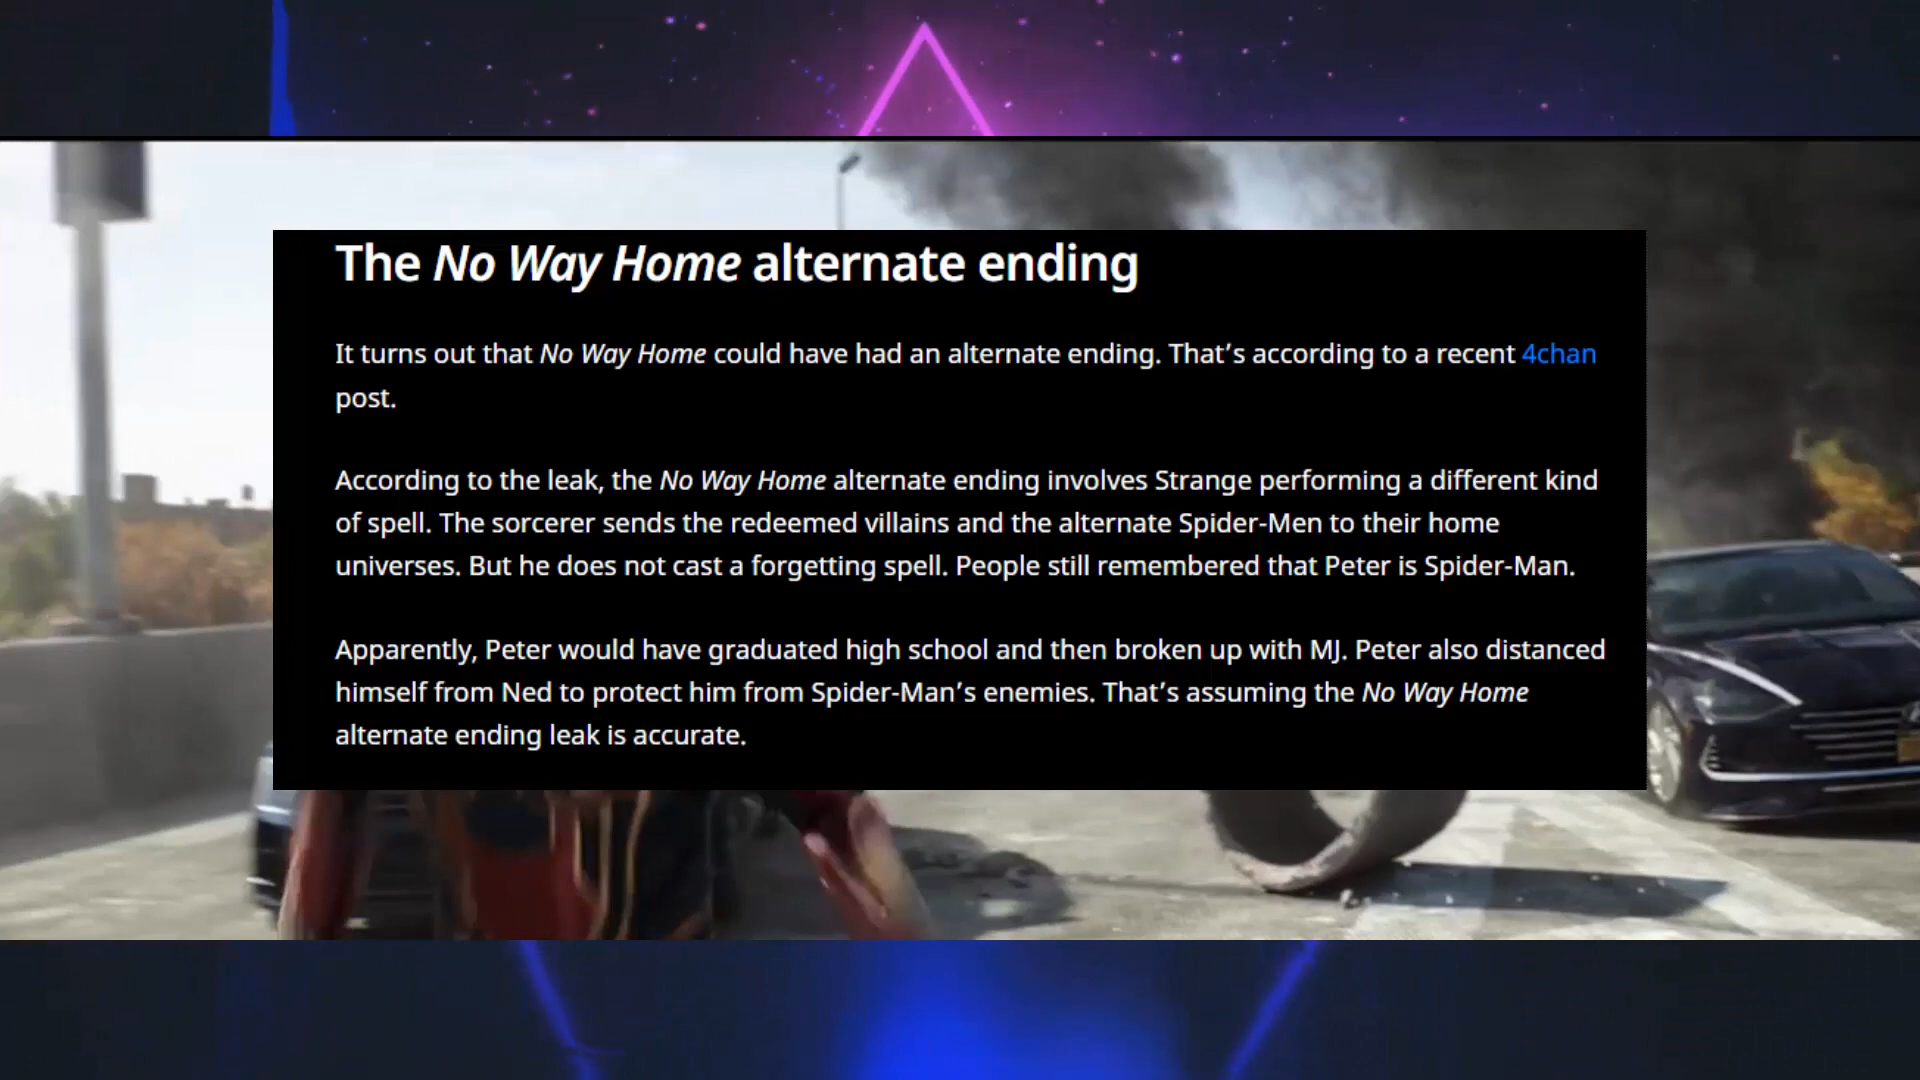 The No Way Home alternate ending
It turns out that No Way Home could have had an alternate ending. That’s according to a recent 4chan
post.
According to the leak, the No Way Home alternate ending involves Strange performing a different kind
of spell. The sorcerer sends the redeemed villains and the alternate Spider-Men to their home
universes. But he does not cast a forgetting spell. People still remembered that Peter is Spider-Man.
Apparently, Peter would have graduated high school and then broken up with MJ. Peter also distanced
himself from Ned to protect him from Spider-Man’s enemies. That’s assuming the No Way Home
alternate ending leak is accurate.